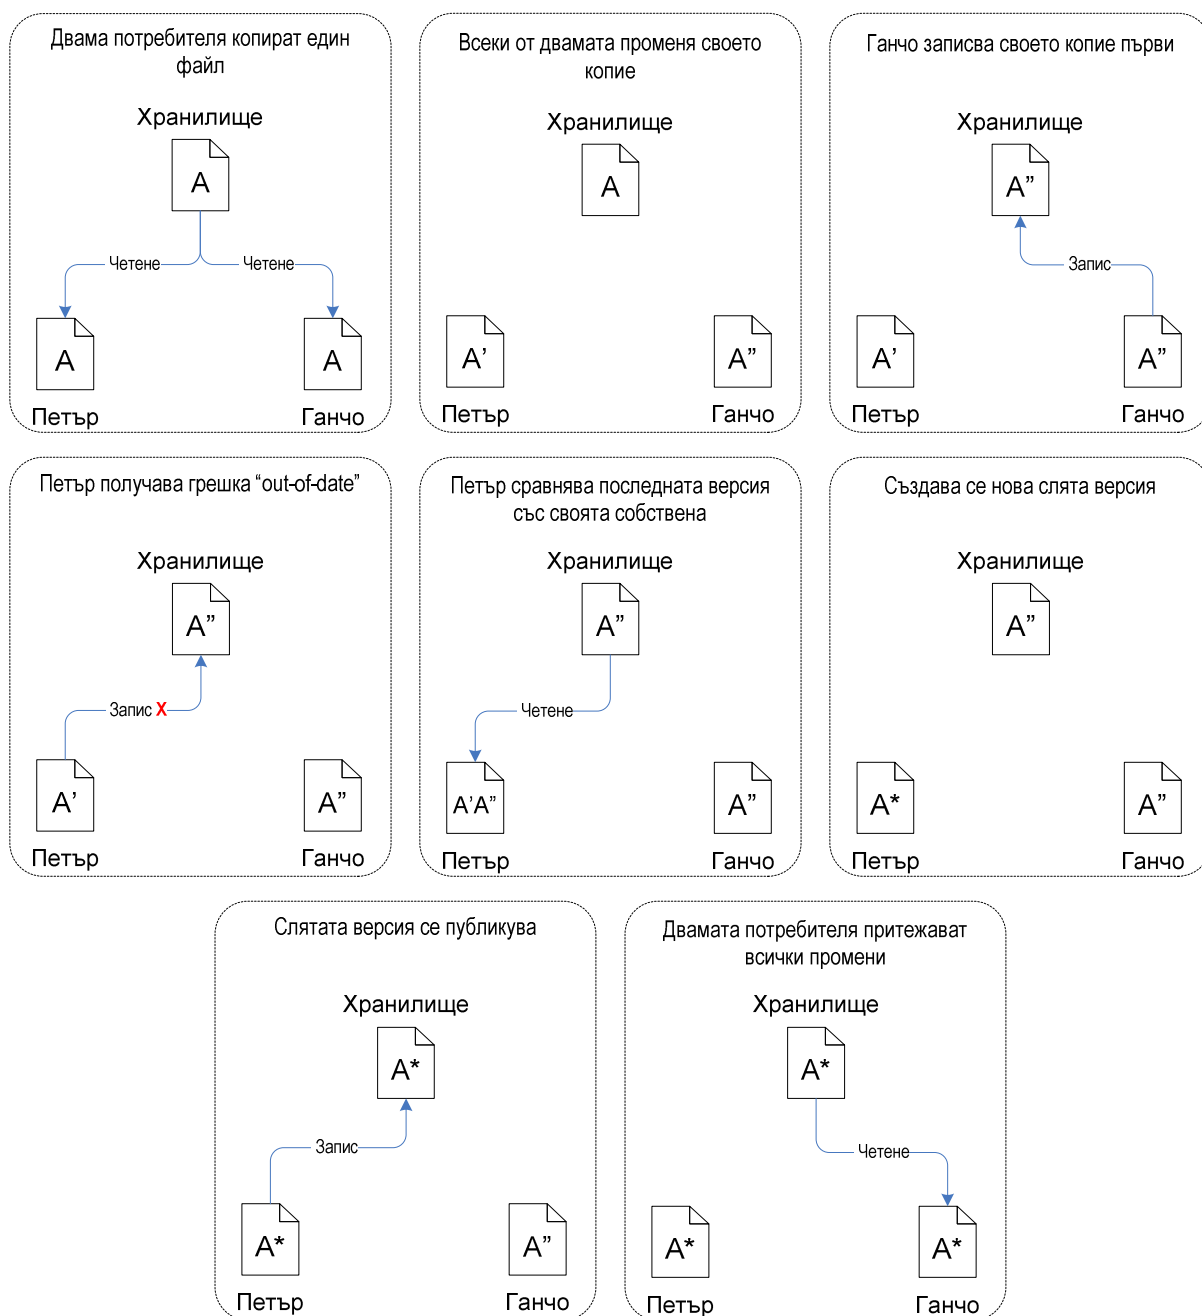 Двама потребителя копират един
файл
Хранилище
A
Четене
Четене
A
A
Петър
Ганчо
Всеки от двамата променя своето
копие
Хранилище
A
A’
A”
Петър
Ганчо
Ганчо записва своето копие първи
Хранилище
A”
Запис
A’
A”
Петър
Ганчо
Петър получава грешка “out-of-date”
Хранилище
A”
Запис X
A’
A”
Петър
Ганчо
Петър сравнява последната версия
със своята собствена
Хранилище
A”
Четене
A’A”
A”
Петър
Ганчо
Създава се нова слята версия
Хранилище
A”
A*
A”
Петър
Ганчо
Слятата версия се публикува
Хранилище
A*
Запис
A*
A”
Петър
Ганчо
Двамата потребителя притежават
всички промени
Хранилище
A*
Четене
A*
A*
Петър
Ганчо